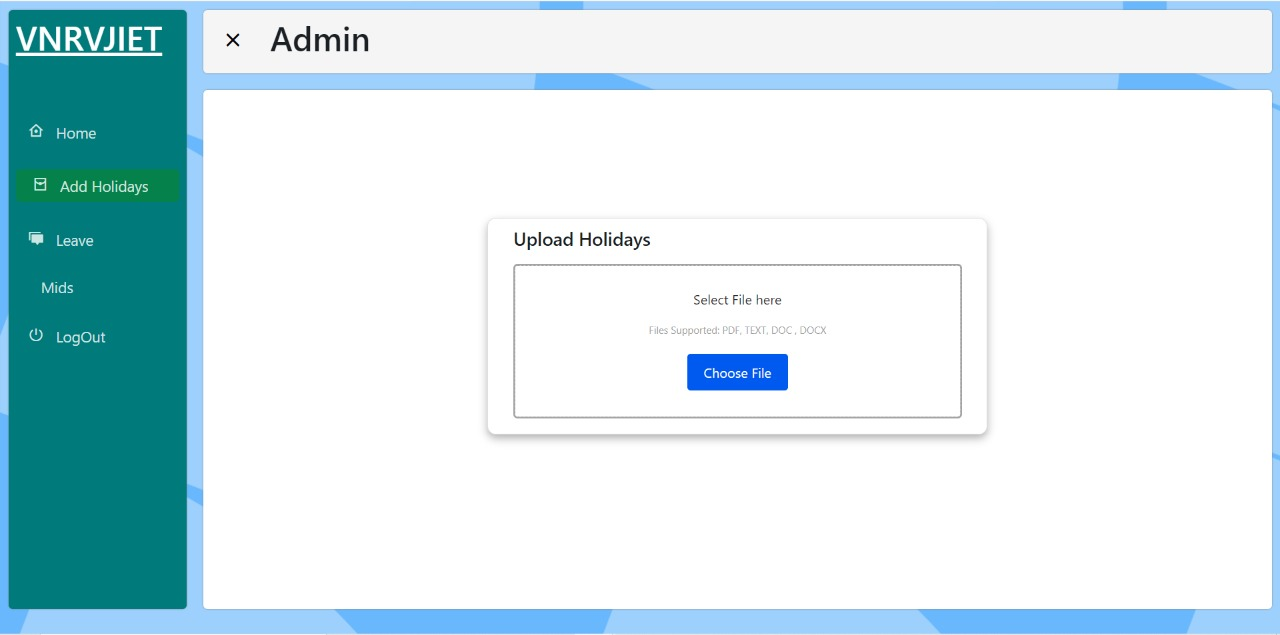 VNRVJIET
Admin
Home
Add Holidays
Leave
Mids
LogOut
Upload Holidays
Select File here
Files Supported: PDF, TEXT, DOC , DOCX
Choose File